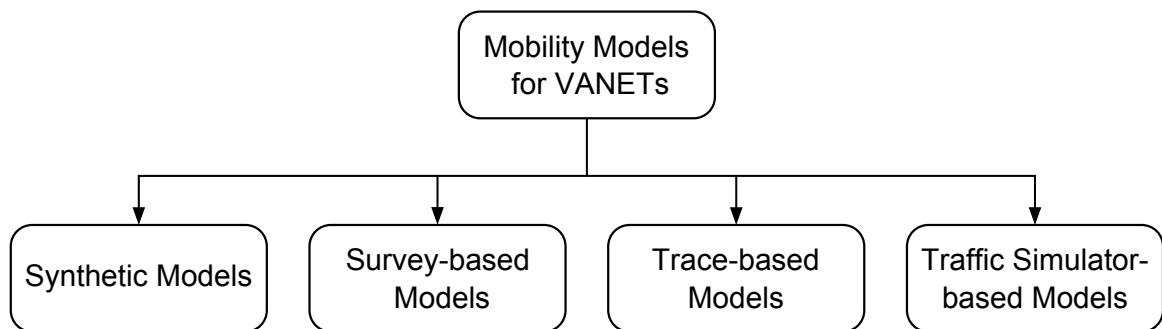 Mobility Models
for VANETs
Synthetic Models
Survey-based
Models
Trace-based
Models
Traffic Simulator-
based Models